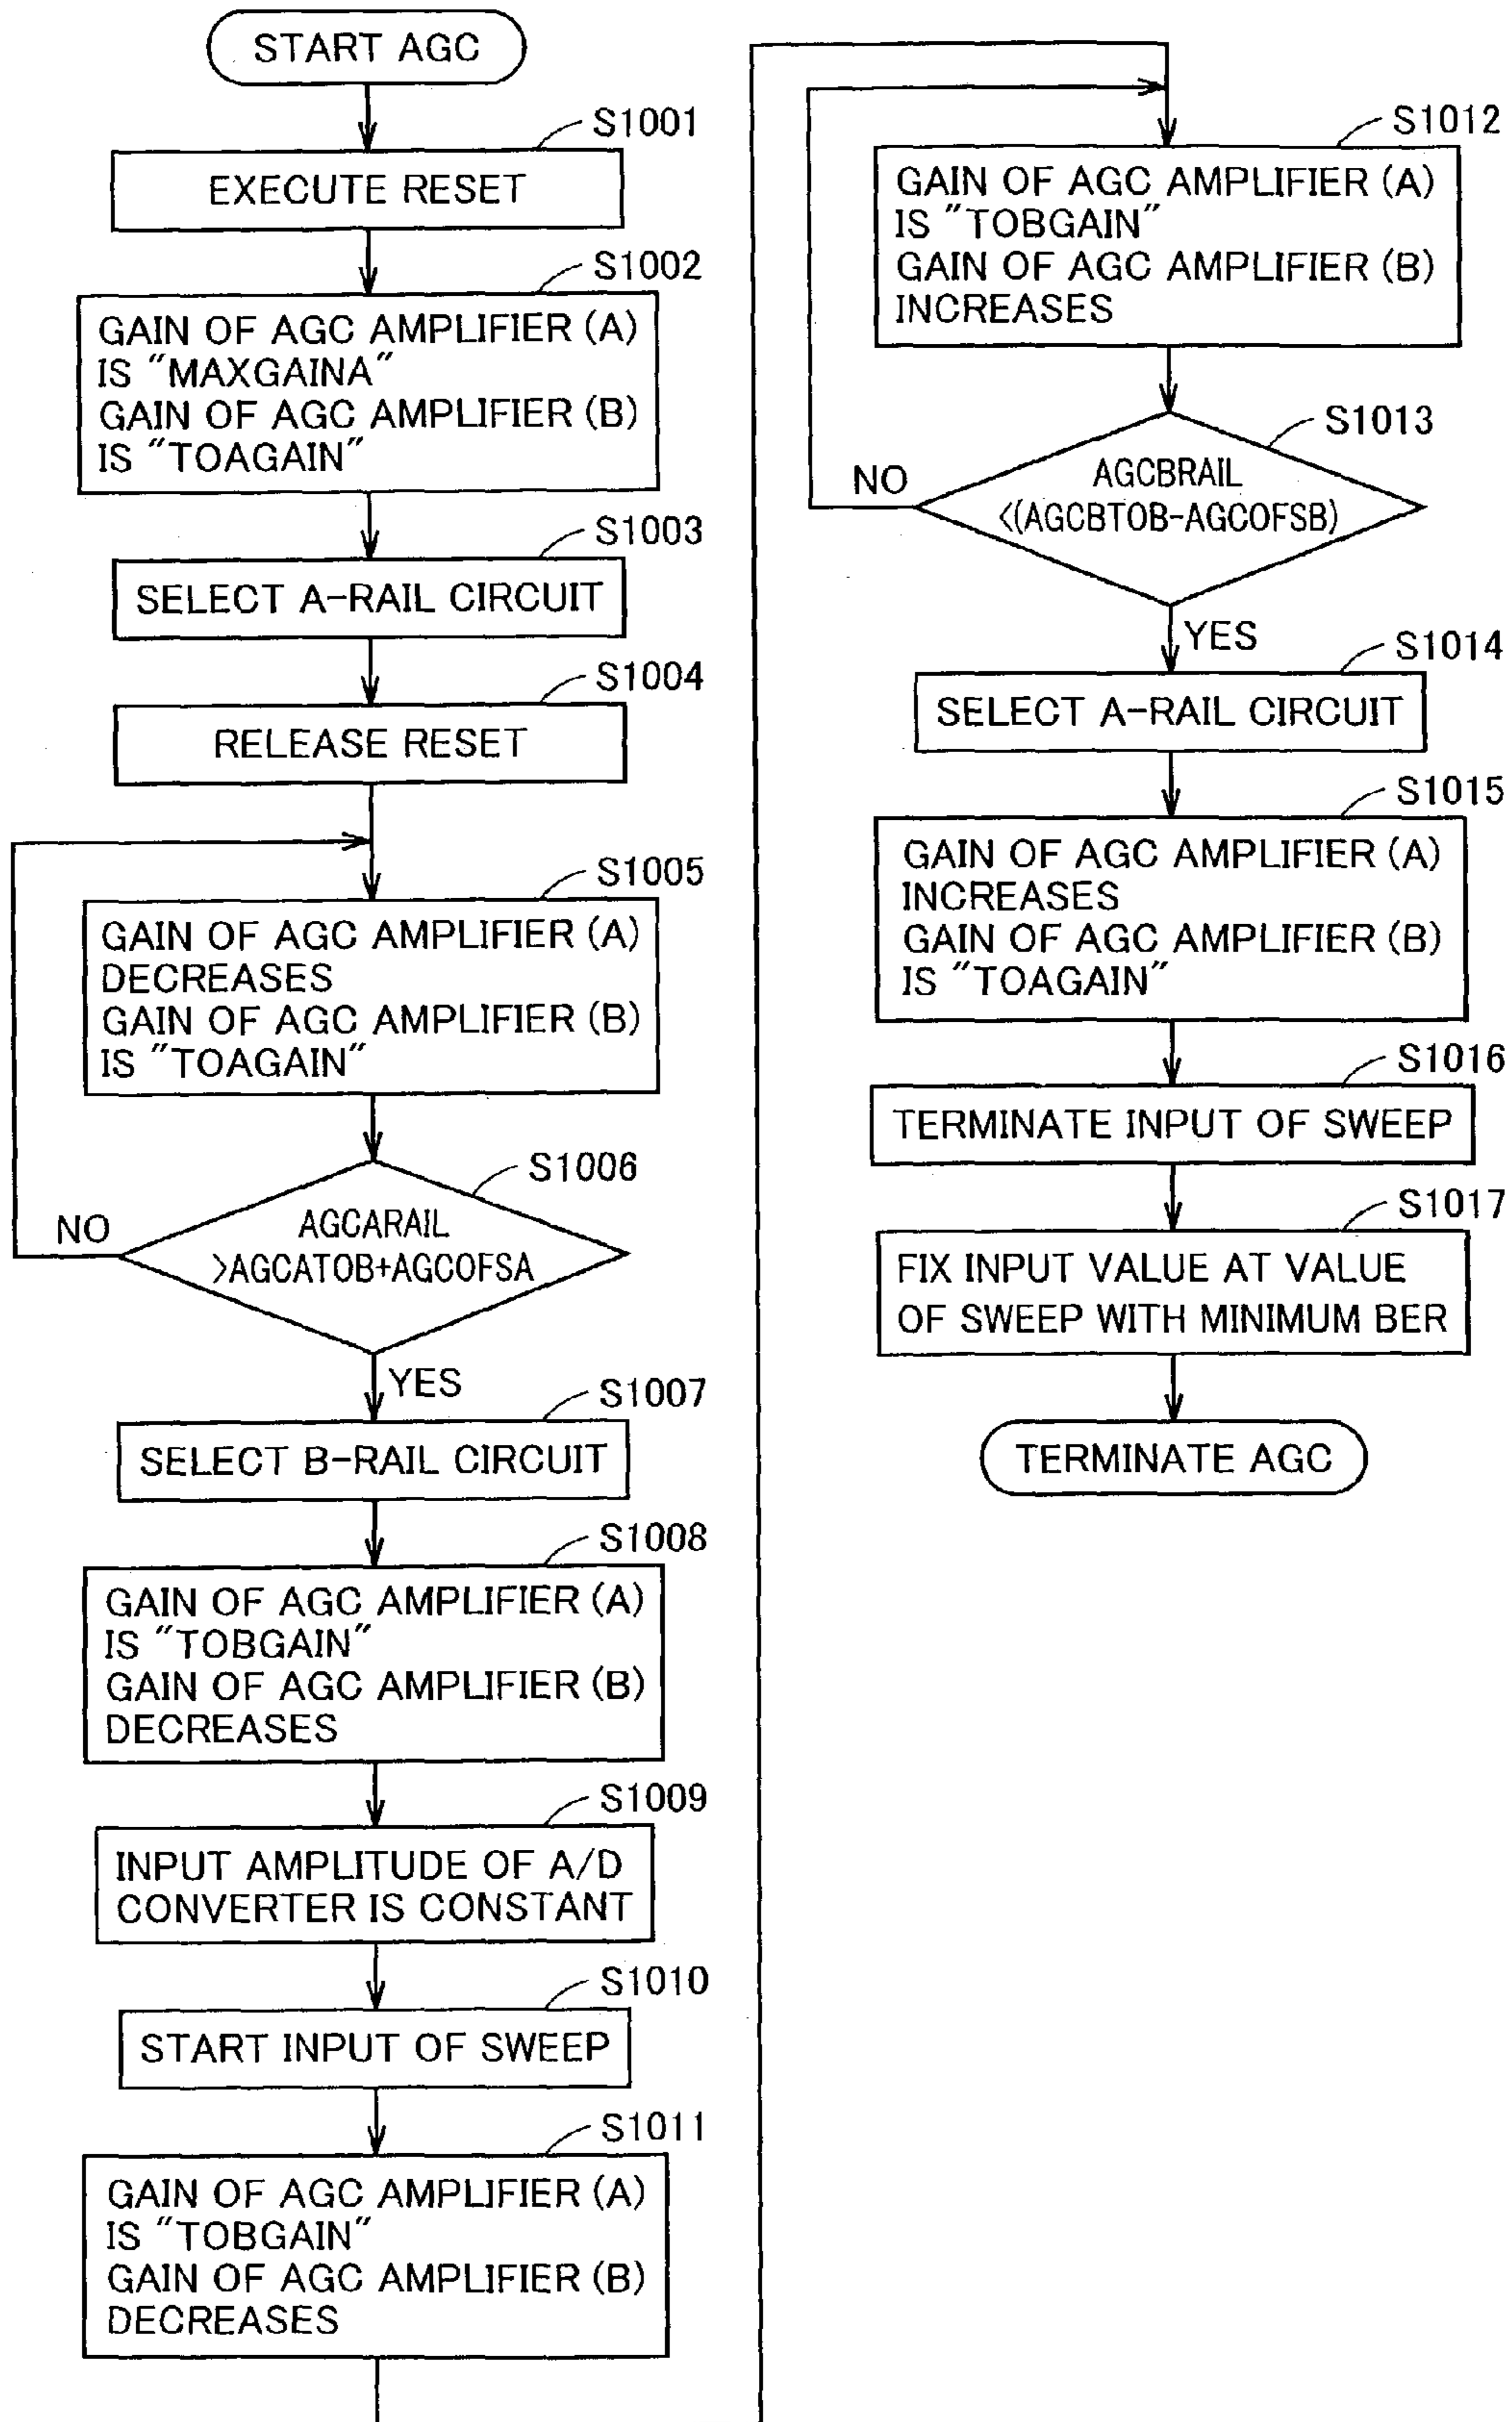 START AGC
S1001
EXECUTE RESET
S1002
GAIN OF AGC AMPLIFIER (A)
IS "MAXGAINA"
GAIN OF AGC AMPLIFIER (B)
IS "TOAGAIN"
S1003
SELECT A-RAIL CIRCUIT
S1004
RELEASE RESET
S1005
GAIN OF AGC AMPLIFIER (A)
DECREASES
GAIN OF AGC AMPLIFIER (B)
IS "TOAGAIN"
S1006
AGCARAIL
>AGCATOB+AGCOFSA
NO
YES
S1007
SELECT B-RAIL CIRCUIT
S1008
GAIN OF AGC AMPLIFIER (A)
IS "TOBGAIN"
GAIN OF AGC AMPLIFIER (B)
DECREASES
S1009
INPUT AMPLITUDE OF A/D
CONVERTER IS CONSTANT
S1010
START INPUT OF SWEEP
S1011
GAIN OF AGC AMPLIFIER (A)
IS "TOBGAIN"
GAIN OF AGC AMPLIFIER (B)
DECREASES
S1012
GAIN OF AGC AMPLIFIER (A)
IS "TOBGAIN"
GAIN OF AGC AMPLIFIER (B)
INCREASES
S1013
AGCBRAIL
<(AGCBTOB-AGCOFSB)
NO
YES
S1014
SELECT A-RAIL CIRCUIT
S1015
GAIN OF AGC AMPLIFIER (A)
INCREASES
GAIN OF AGC AMPLIFIER (B)
IS "TOAGAIN"
S1016
TERMINATE INPUT OF SWEEP
S1017
FIX INPUT VALUE AT VALUE
OF SWEEP WITH MINIMUM BER
TERMINATE AGC